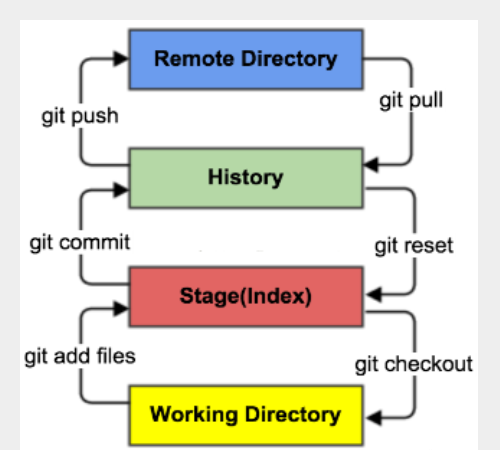 Remote Directory
git push
git pull
History
git commit
git reset
Stage(Index)
git add files
git checkout
Working Directory